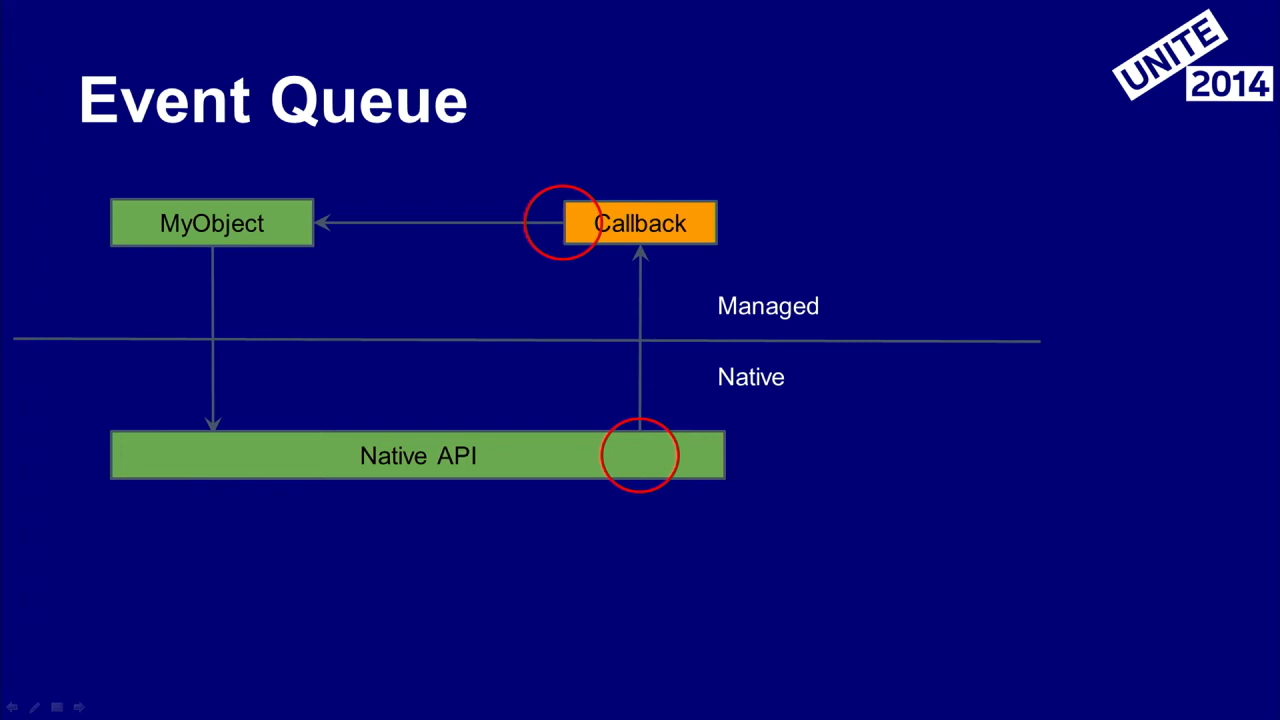 UNITE
2014
Event Queue
MyObject
Callback
Managed
Native
Native API